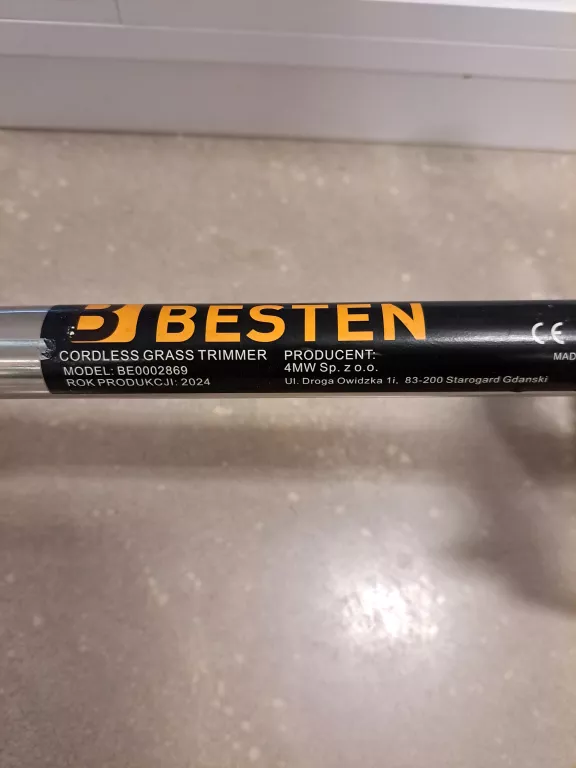 B BESTEN
CORDLESS GRASS TRIMMER
MODEL: BE0002869
ROK PRODUKCJI: 2024
PRODUCENT:
4MW Sp. z o.o.
Ul. Droga Owidzka 1i, 83-200 Starogard Gdanski
CE
MAD